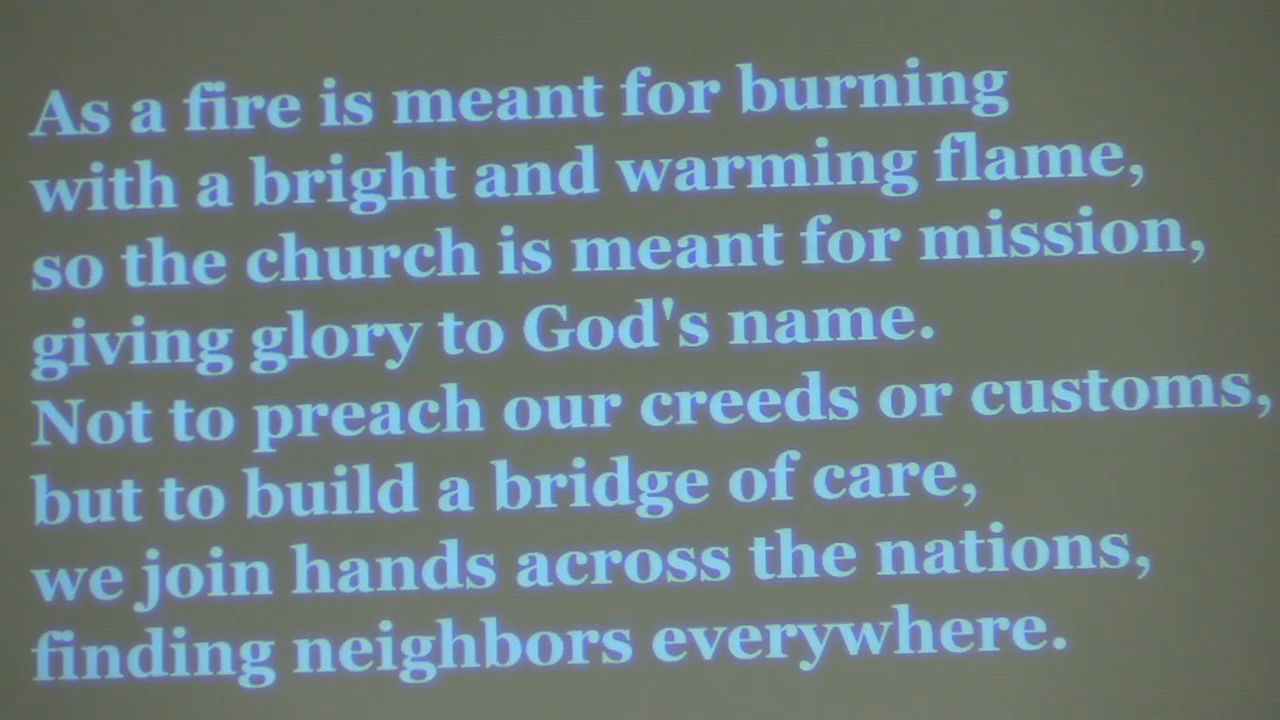 As a fire is meant for burning
with a bright and warming flame,
so the church is meant for mission,
giving glory to God's name.
Not to preach our creeds or customs,
but to build a bridge of care,
we join hands across the nations,
finding neighbors everywhere.